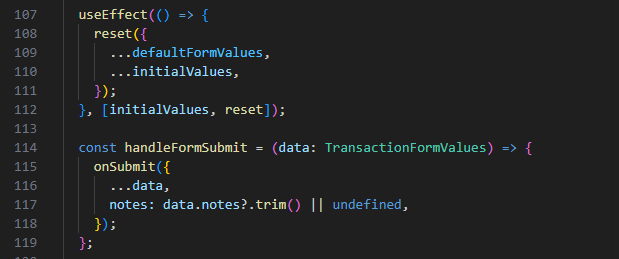 107 useEffect(() => {
108 reset({
109 ...defaultFormValues,
110 ...initialValues,
111 });
112 }, [initialValues, reset]);
113
114 const handleFormSubmit = (data: TransactionFormValues) => {
115 onSubmit({
116 ...data,
117 notes: data.notes?.trim() || undefined,
118 });
119 };